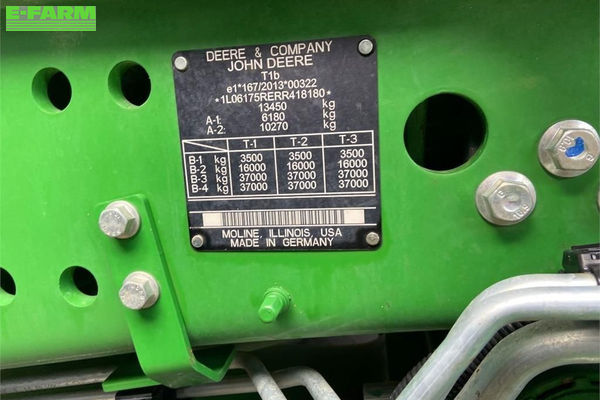 E-FARM
DEERE & COMPANY
JOHN DEERE
T1b
e1*167/2013*00322
*1L06175RERR418180*
13450 kg
A-1: 6180 kg
A-2: 10270 kg
T-1 T-2 T-3
B-1 kg 3500 3500 3500
B-2 kg 16000 16000 16000
B-3 kg 37000 37000 37000
B-4 kg 37000 37000 37000
MOLINE, ILLINOIS, USA
MADE IN GERMANY